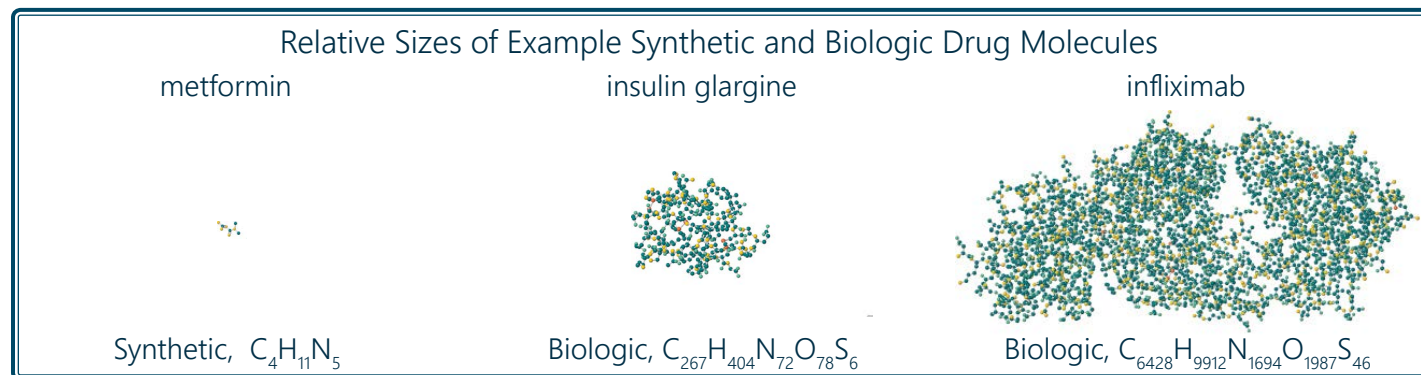 Relative Sizes of Example Synthetic and Biologic Drug Molecules
metformin
insulin glargine
infliximab
Synthetic, C₄H₁₁N₅
Biologic, C₂₆₇H₄₀₄N₇₂O₇₈S₆
Biologic, C₆₄₂₈H₉₉₁₂N₁₆₉₄O₁₉₈₇S₄₆